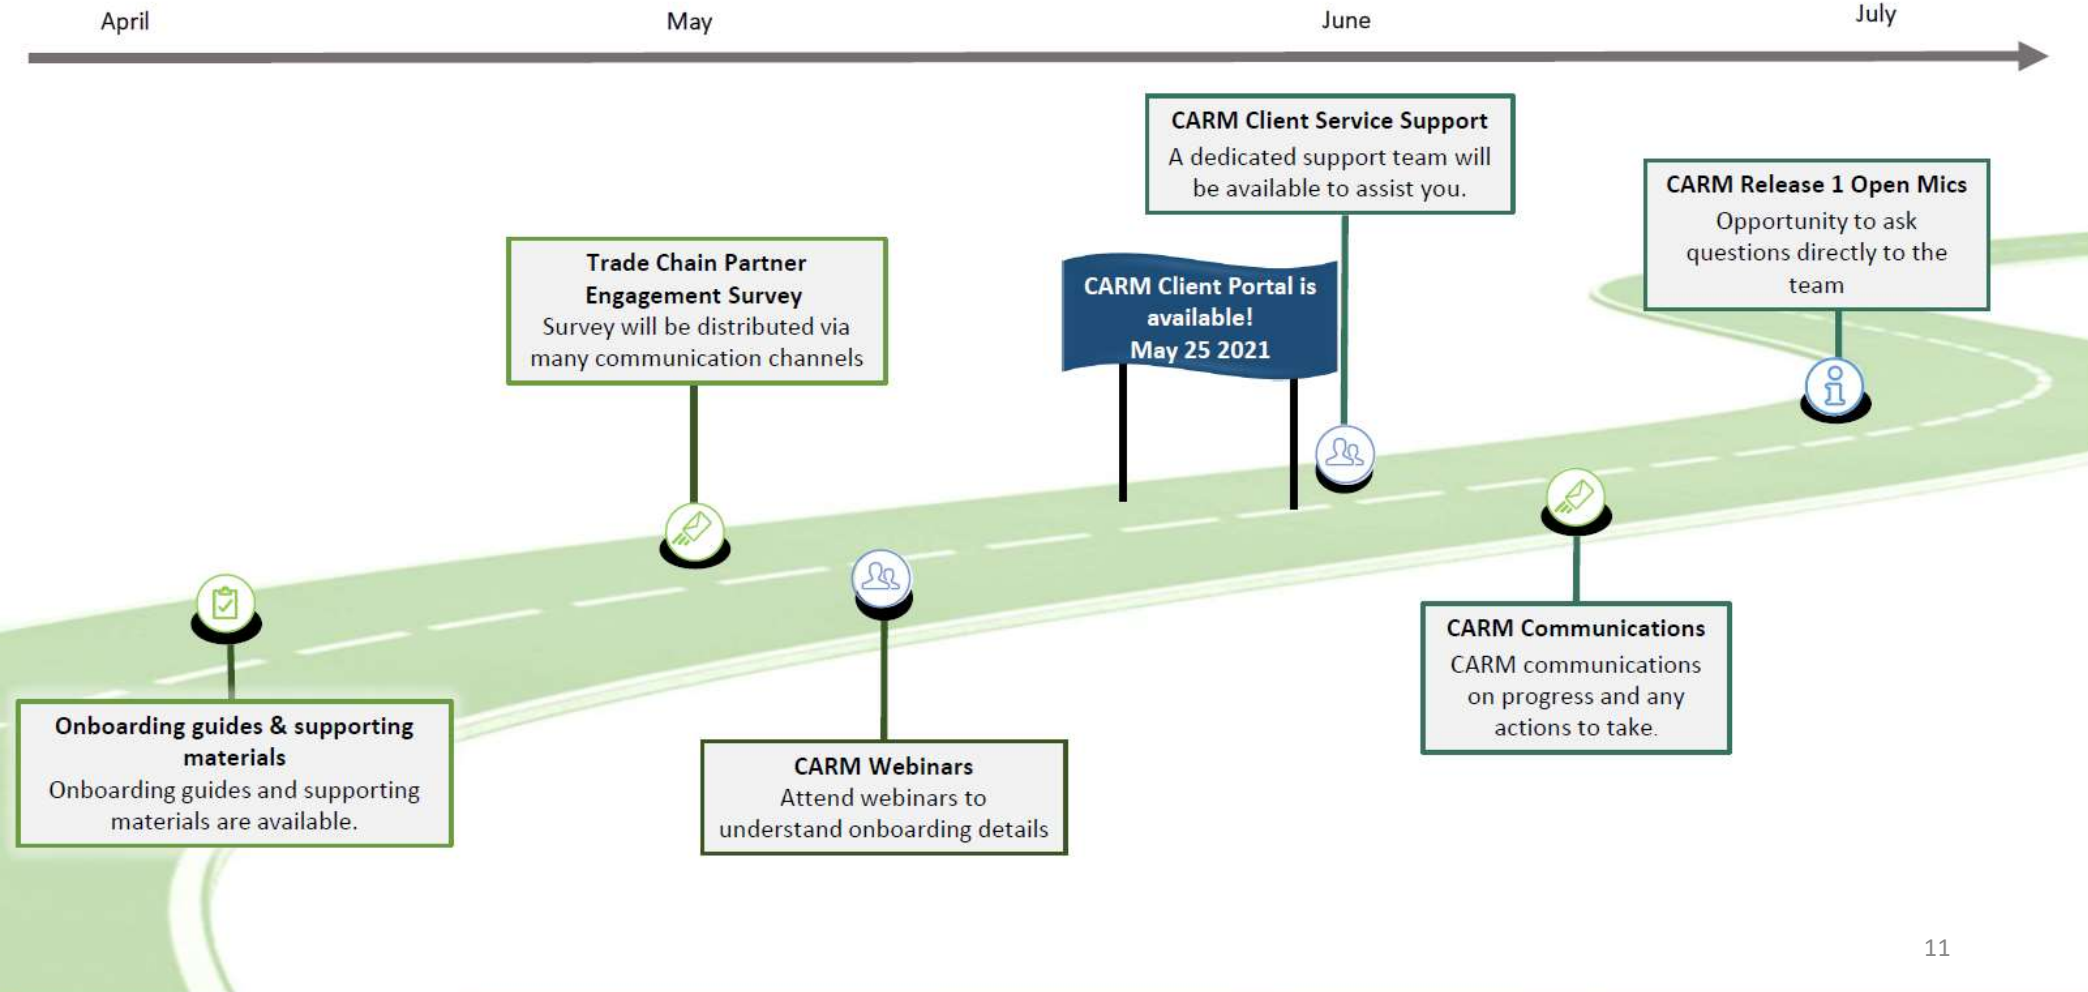 April
May
June
July
CARM Client Service Support
A dedicated support team will
be available to assist you.
CARM Release 1 Open Mics
Opportunity to ask
questions directly to the
team
Trade Chain Partner
Engagement Survey
Survey will be distributed via
many communication channels
CARM Client Portal is
available!
May 25 2021
Onboarding guides & supporting
materials
Onboarding guides and supporting
materials are available.
CARM Webinars
Attend webinars to
understand onboarding details
CARM Communications
CARM communications
on progress and any
actions to take.
11